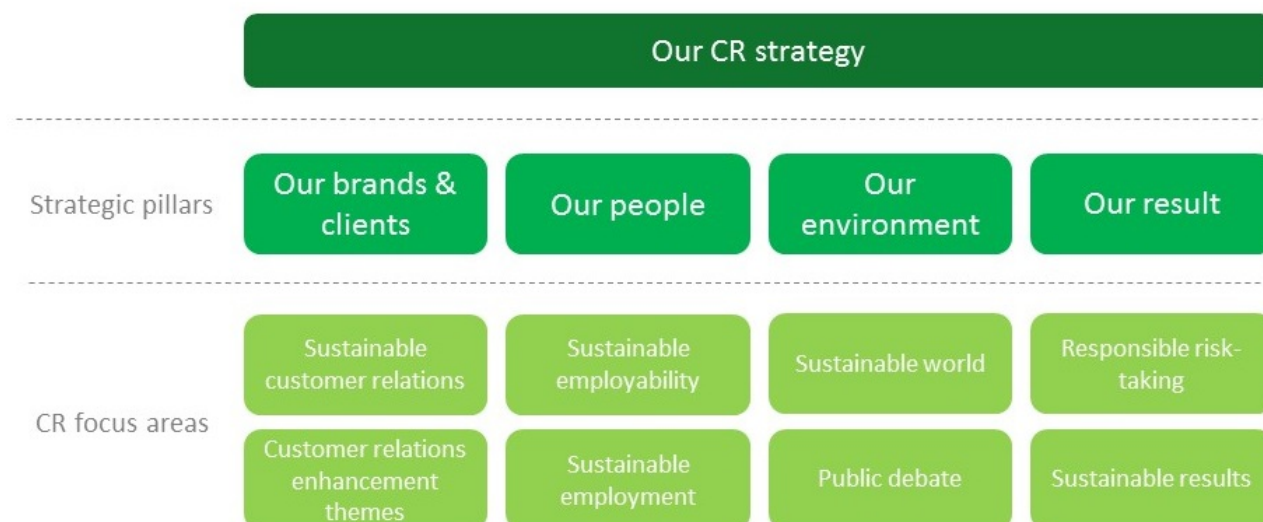 Our CR strategy
Strategic pillars
Our brands &
clients
Our people
Our
environment
Our result
CR focus areas
Sustainable
customer relations
Sustainable
employability
Sustainable world
Responsible risk-
taking
Customer relations
enhancement
themes
Sustainable
employment
Public debate
Sustainable results